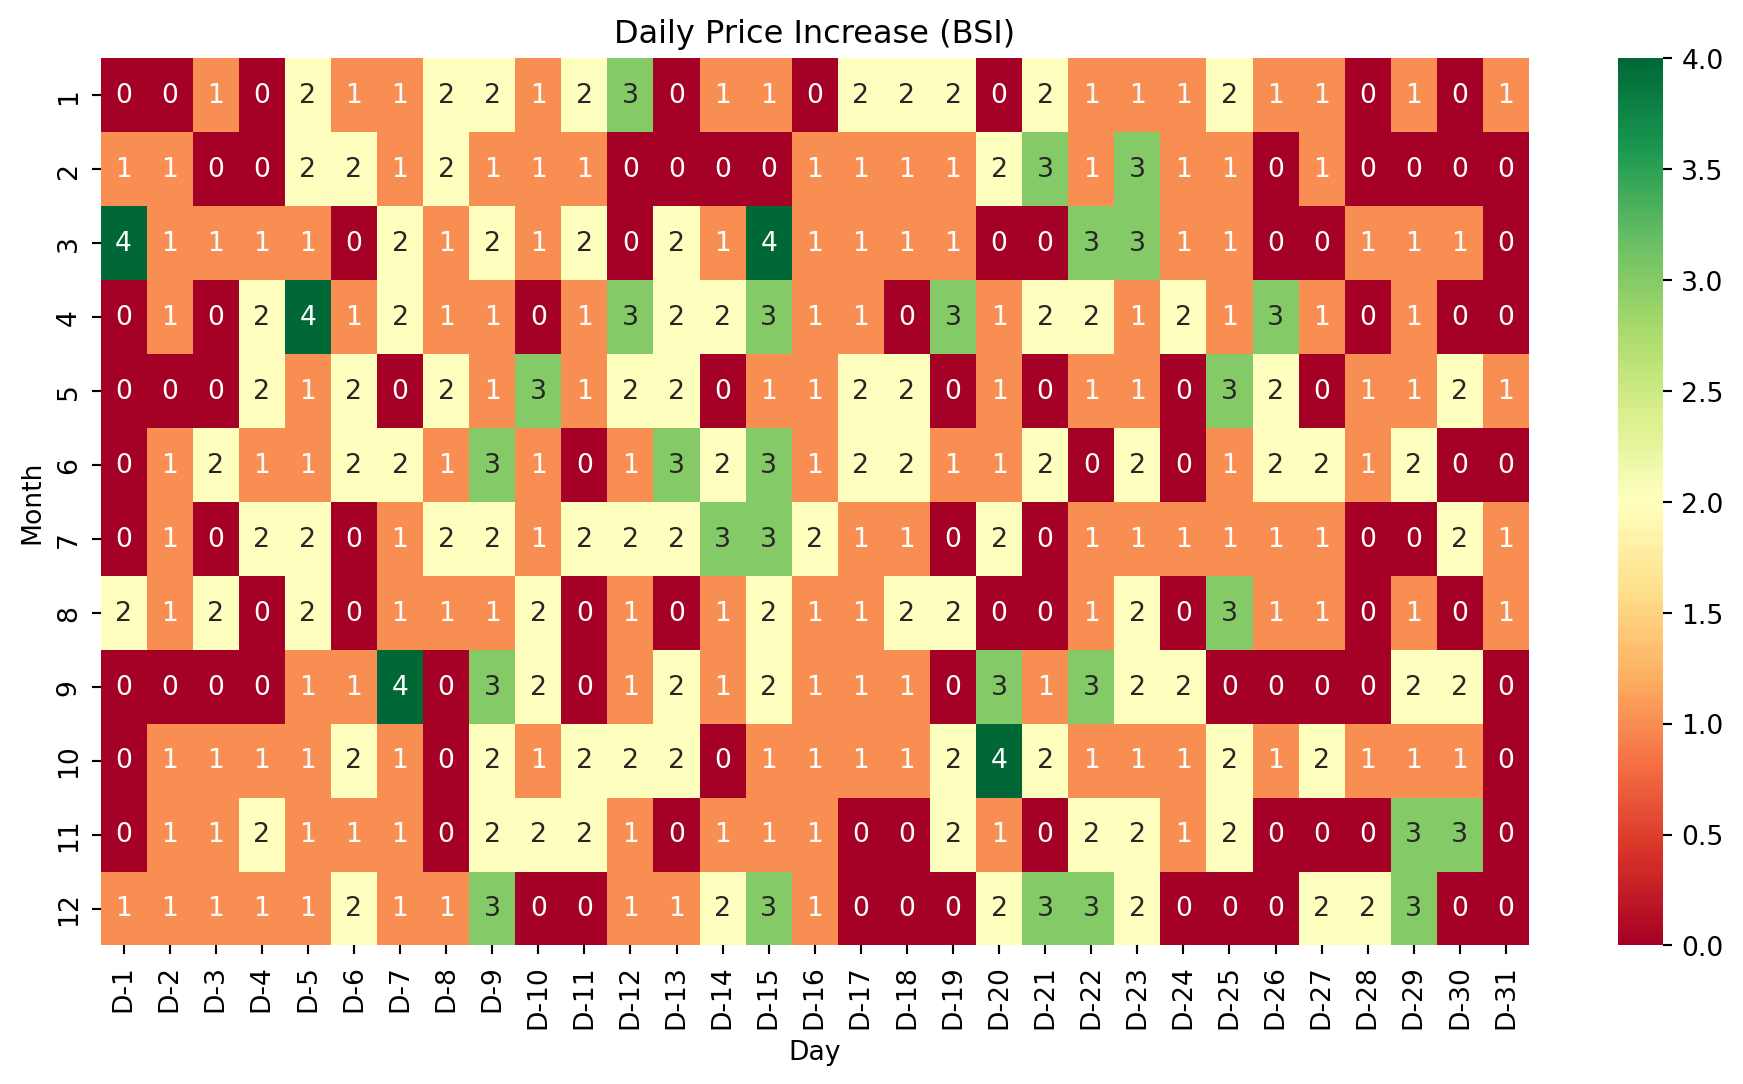 Daily Price Increase (BSI)
1 0 0 1 0 2 1 1 2 2 1 2 3 0 1 1 0 2 2 2 0 2 1 1 1 2 1 1 0 1 0 1
2 1 1 0 0 2 2 1 2 1 1 1 0 0 0 0 1 1 1 1 2 3 1 3 1 1 0 1 0 0 0 0
3 4 1 1 1 1 0 2 1 2 1 2 0 2 1 4 1 1 1 1 0 0 3 3 1 1 0 0 1 1 1 0
4 0 1 0 2 4 1 2 1 1 0 1 3 2 2 3 1 1 0 3 1 2 2 1 2 1 3 1 0 1 0 0
5 0 0 0 2 1 2 0 2 1 3 1 2 2 0 1 1 2 2 0 1 0 1 1 0 3 2 0 1 1 2 1
6 0 1 2 1 1 2 2 1 3 1 0 1 3 2 3 1 2 2 1 1 2 0 2 0 1 2 2 1 2 0 0
7 0 1 0 2 2 0 1 2 2 1 2 2 2 3 3 2 1 1 0 2 0 1 1 1 1 1 1 0 0 2 1
8 2 1 2 0 2 0 1 1 1 2 0 1 0 1 2 1 1 2 2 0 0 1 2 0 3 1 1 0 1 0 1
9 0 0 0 0 1 1 4 0 3 2 0 1 2 1 2 1 1 1 0 3 1 3 2 2 0 0 0 0 2 2 0
10 0 1 1 1 1 2 1 0 2 1 2 2 2 0 1 1 1 1 2 4 2 1 1 1 2 1 2 1 1 1 0
11 0 1 1 2 1 1 1 0 2 2 2 1 0 1 1 1 0 0 2 1 0 2 2 1 2 0 0 0 3 3 0
12 1 1 1 1 1 2 1 1 3 0 0 1 1 2 3 1 0 0 0 2 3 3 2 0 0 0 2 2 3 0 0
Month
D-1 D-2 D-3 D-4 D-5 D-6 D-7 D-8 D-9 D-10 D-11 D-12 D-13 D-14 D-15 D-16 D-17 D-18 D-19 D-20 D-21 D-22 D-23 D-24 D-25 D-26 D-27 D-28 D-29 D-30 D-31
Day
4.0
3.5
3.0
2.5
2.0
1.5
1.0
0.5
0.0